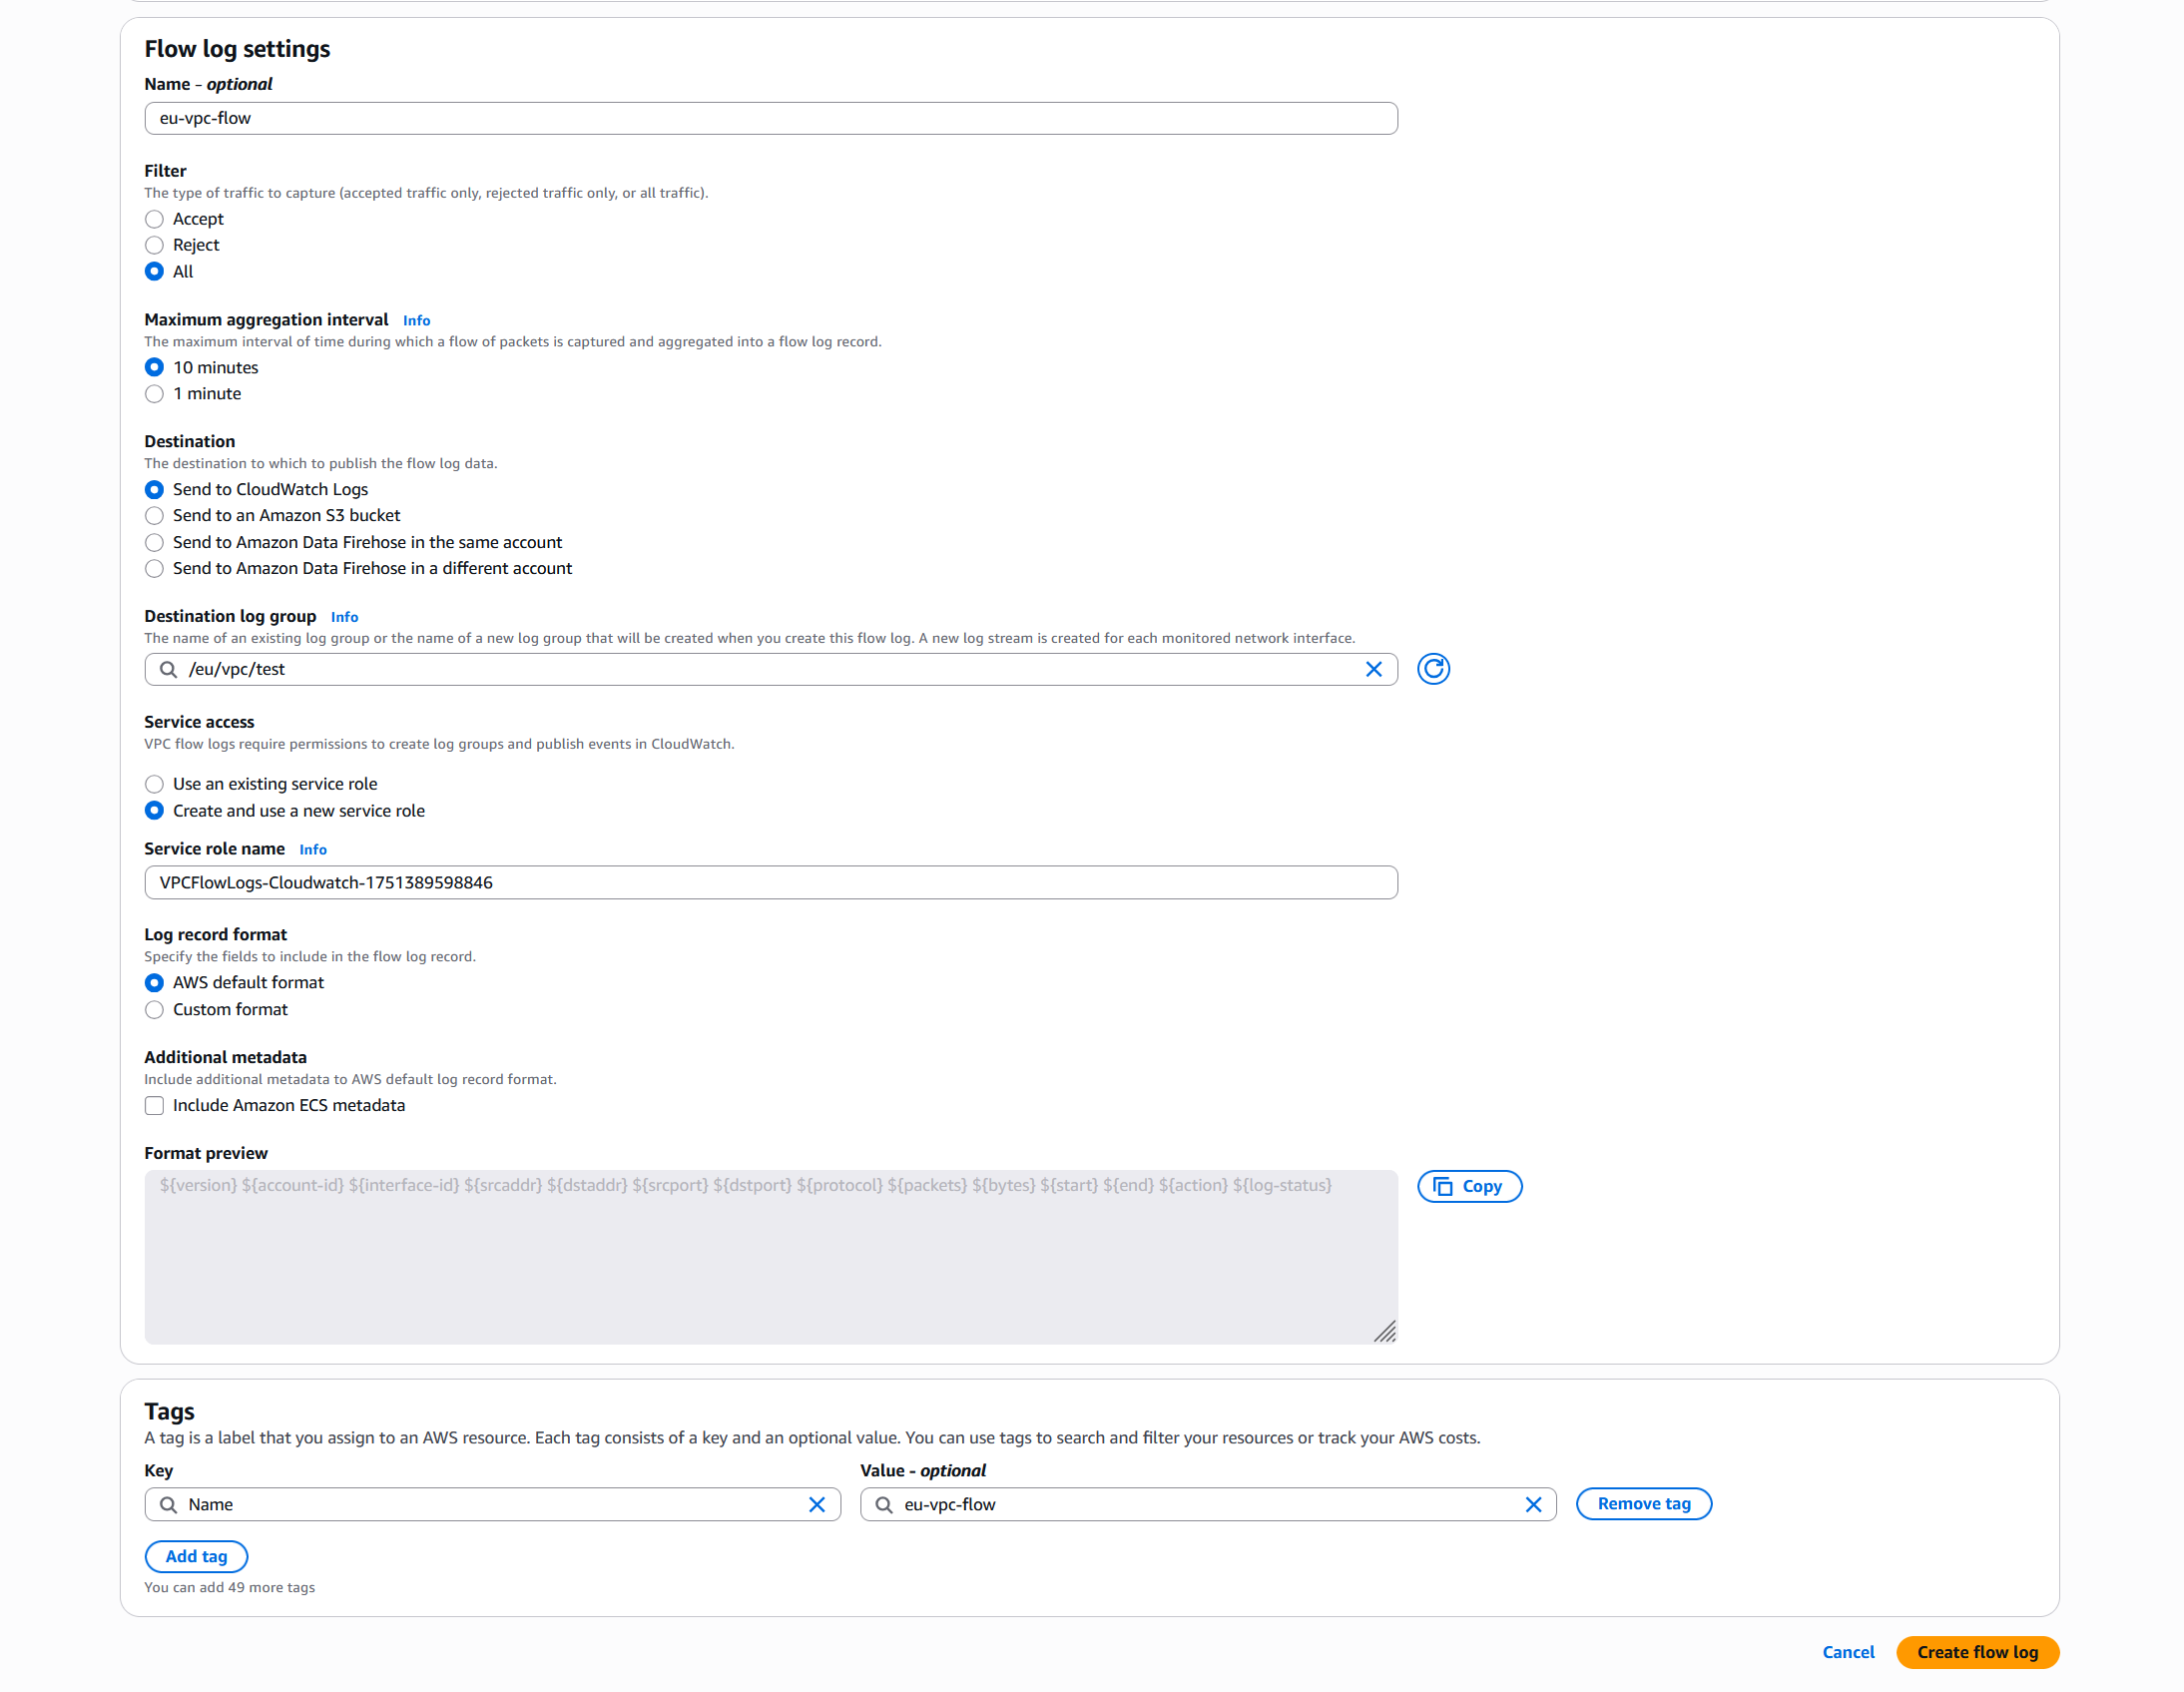 Flow log settings
Name - optional
eu-vpc-flow
Filter
The type of traffic to capture (accepted traffic only, rejected traffic only, or all traffic).
Accept
Reject
All
Maximum aggregation interval Info
The maximum interval of time during which a flow of packets is captured and aggregated into a flow log record.
10 minutes
1 minute
Destination
The destination to which to publish the flow log data.
Send to CloudWatch Logs
Send to an Amazon S3 bucket
Send to Amazon Data Firehose in the same account
Send to Amazon Data Firehose in a different account
Destination log group Info
The name of an existing log group or the name of a new log group that will be created when you create this flow log. A new log stream is created for each monitored network interface.
/eu/vpc/test
Service access
VPC flow logs require permissions to create log groups and publish events in CloudWatch.
Use an existing service role
Create and use a new service role
Service role name Info
VPCFlowLogs-Cloudwatch-1751389598846
Log record format
Specify the fields to include in the flow log record.
AWS default format
Custom format
Additional metadata
Include additional metadata to AWS default log record format.
Include Amazon ECS metadata
Format preview
${version} ${account-id} ${interface-id} ${srcaddr} ${dstaddr} ${srcport} ${dstport} ${protocol} ${packets} ${bytes} ${start} ${end} ${action} ${log-status}
Copy
Tags
A tag is a label that you assign to an AWS resource. Each tag consists of a key and an optional value. You can use tags to search and filter your resources or track your AWS costs.
Key Value - optional
Name eu-vpc-flow Remove tag
Add tag
You can add 49 more tags
Cancel Create flow log